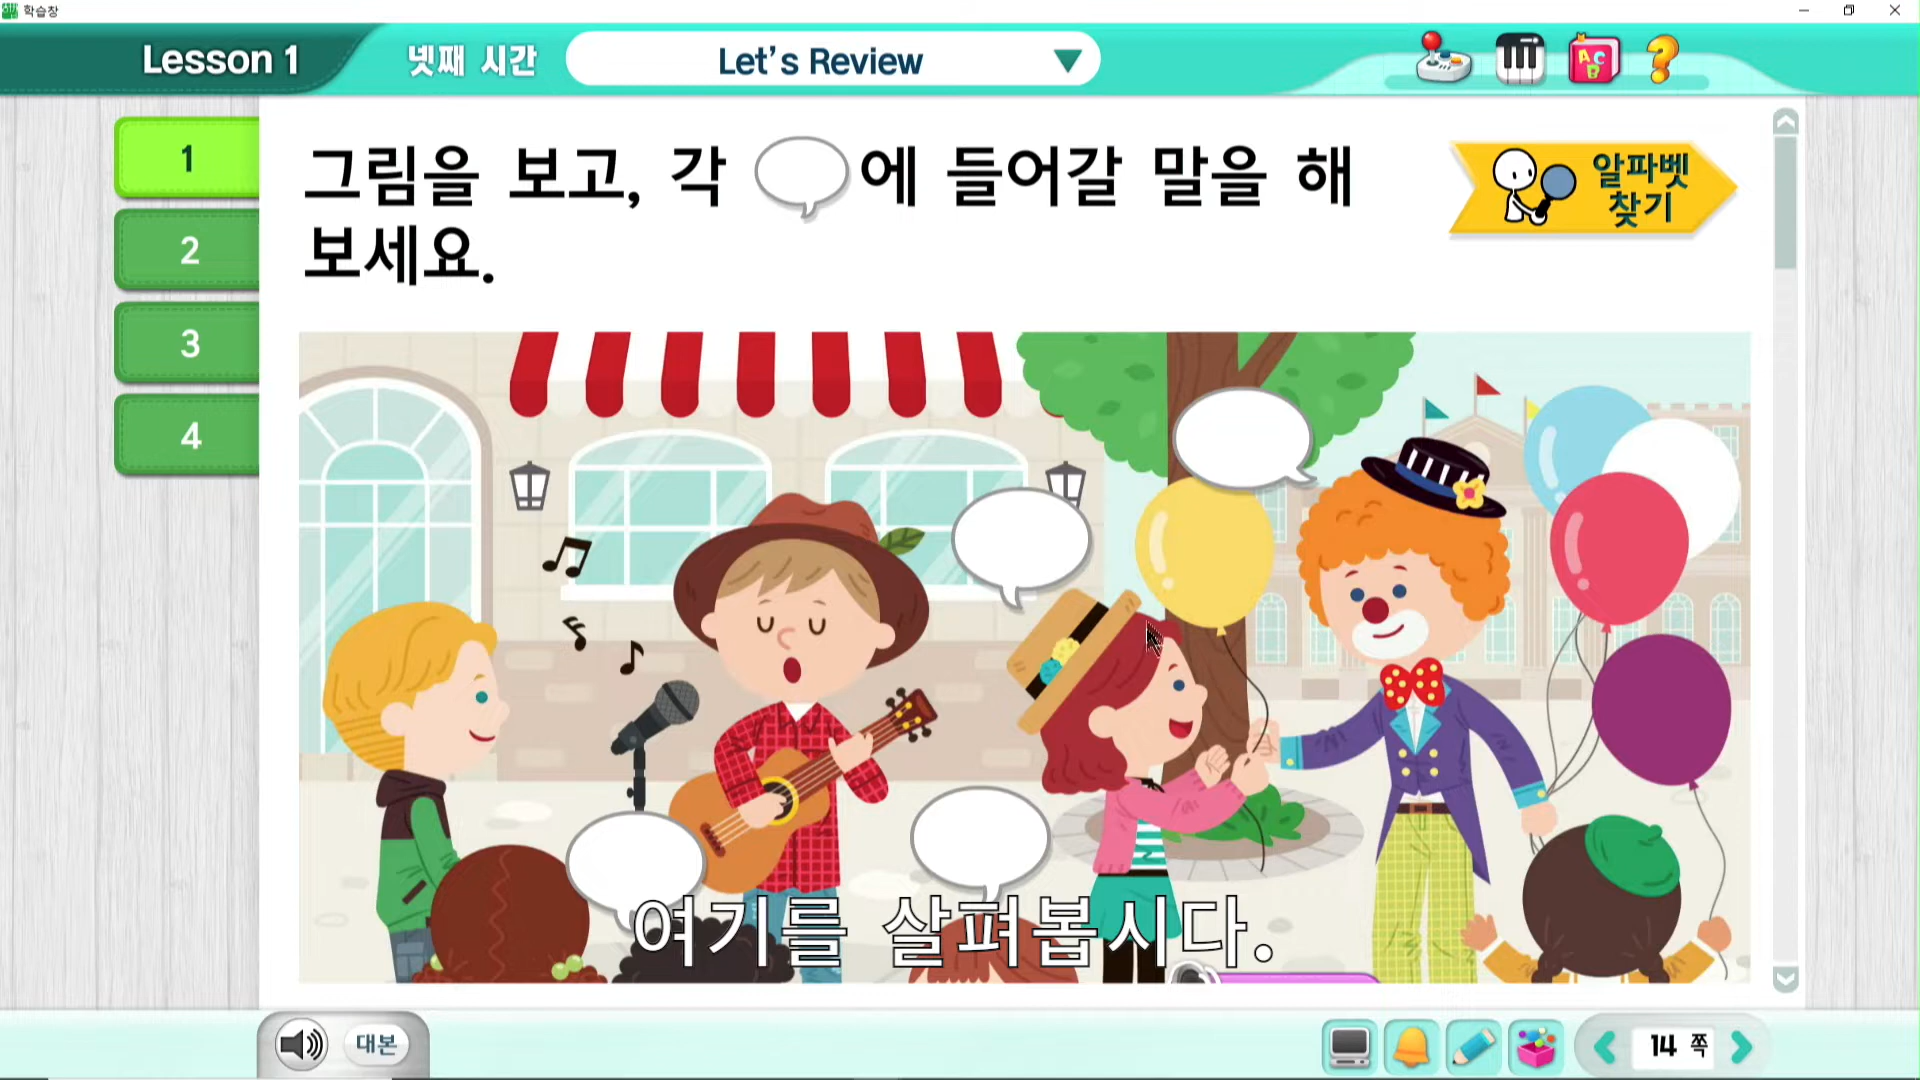 학습창
Lesson 1
넷째 시간
Let's Review
1
2
3
4
그림을 보고, 각 에 들어갈 말을 해
보세요.
알파벳
찾기
여기를 살펴봅시다.
대본
14 쪽